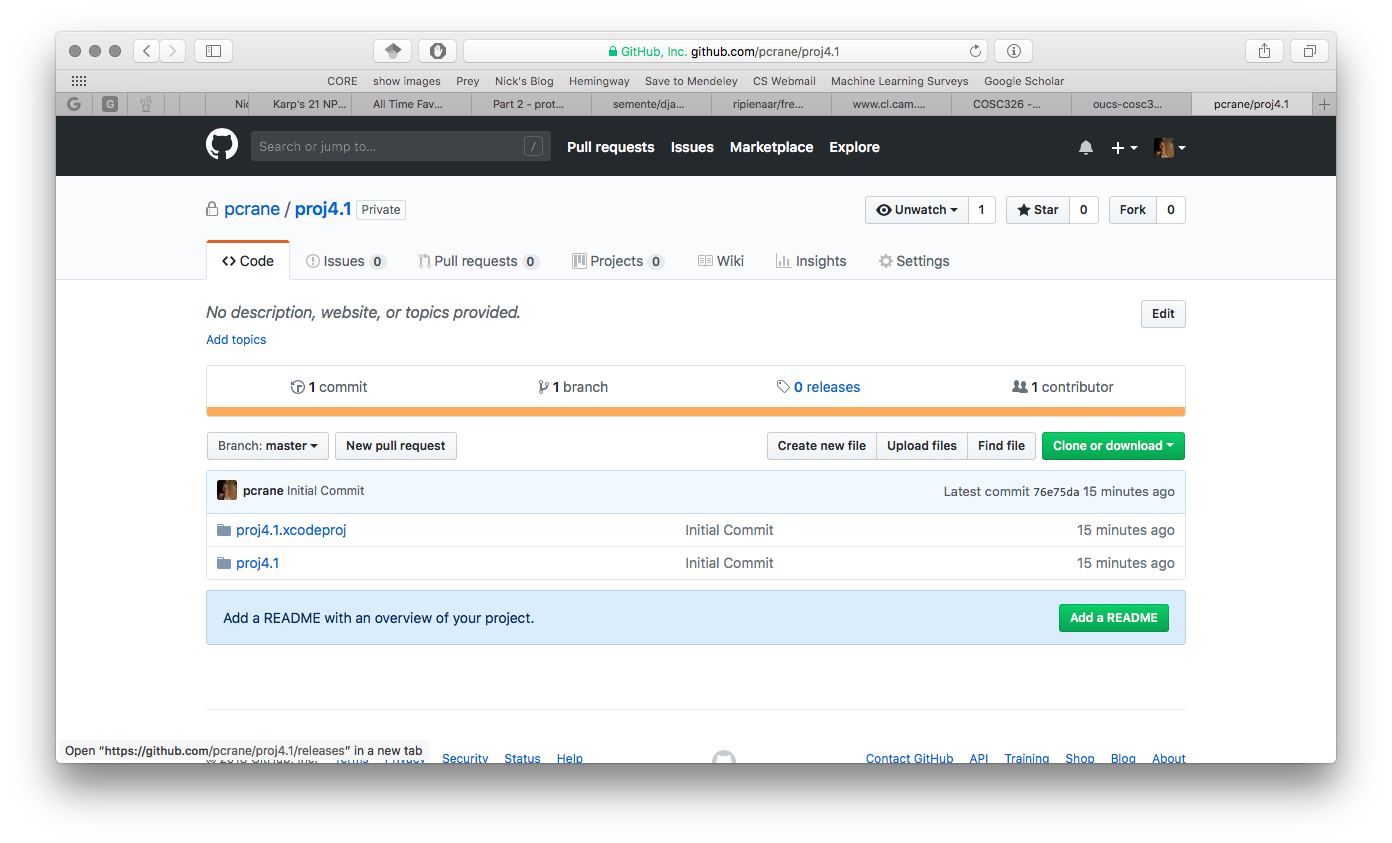 GitHub, Inc. github.com/pcrane/proj4.1
CORE show images Prey Nick's Blog Hemingway Save to Mendeley CS Webmail Machine Learning Surveys Google Scholar
G G Nic Karp's 21 NP... All Time Fav... Part 2 - prot... semente/dja... ripienaar/fre... www.cl.cam.... COSC326 -... oucs-cosc3... pcrane/proj4.1 +
Search or jump to... / Pull requests Issues Marketplace Explore
pcrane / proj4.1 Private Unwatch 1 Star 0 Fork 0
<> Code Issues 0 Pull requests 0 Projects 0 Wiki Insights Settings
No description, website, or topics provided. Edit
Add topics
1 commit 1 branch 0 releases 1 contributor
Branch: master New pull request Create new file Upload files Find file Clone or download
pcrane Initial Commit Latest commit 76e75da 15 minutes ago
proj4.1.xcodeproj Initial Commit 15 minutes ago
proj4.1 Initial Commit 15 minutes ago
Add a README with an overview of your project. Add a README
Open “https://github.com/pcrane/proj4.1/releases” in a new tab
© 2018 GitHub, Inc. Terms Privacy Security Status Help Contact GitHub API Training Shop Blog About